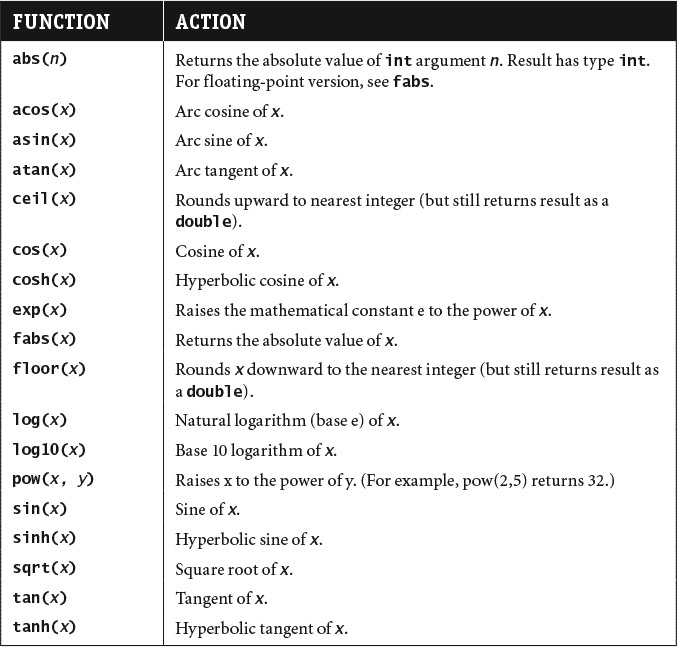 FUNCTION ACTION
abs(n) Returns the absolute value of int argument n. Result has type int.
For floating-point version, see fabs.
acos(x) Arc cosine of x.
asin(x) Arc sine of x.
atan(x) Arc tangent of x.
ceil(x) Rounds upward to nearest integer (but still returns result as a
double).
cos(x) Cosine of x.
cosh(x) Hyperbolic cosine of x.
exp(x) Raises the mathematical constant e to the power of x.
fabs(x) Returns the absolute value of x.
floor(x) Rounds x downward to the nearest integer (but still returns result as
a double).
log(x) Natural logarithm (base e) of x.
log10(x) Base 10 logarithm of x.
pow(x, y) Raises x to the power of y. (For example, pow(2,5) returns 32.)
sin(x) Sine of x.
sinh(x) Hyperbolic sine of x.
sqrt(x) Square root of x.
tan(x) Tangent of x.
tanh(x) Hyperbolic tangent of x.